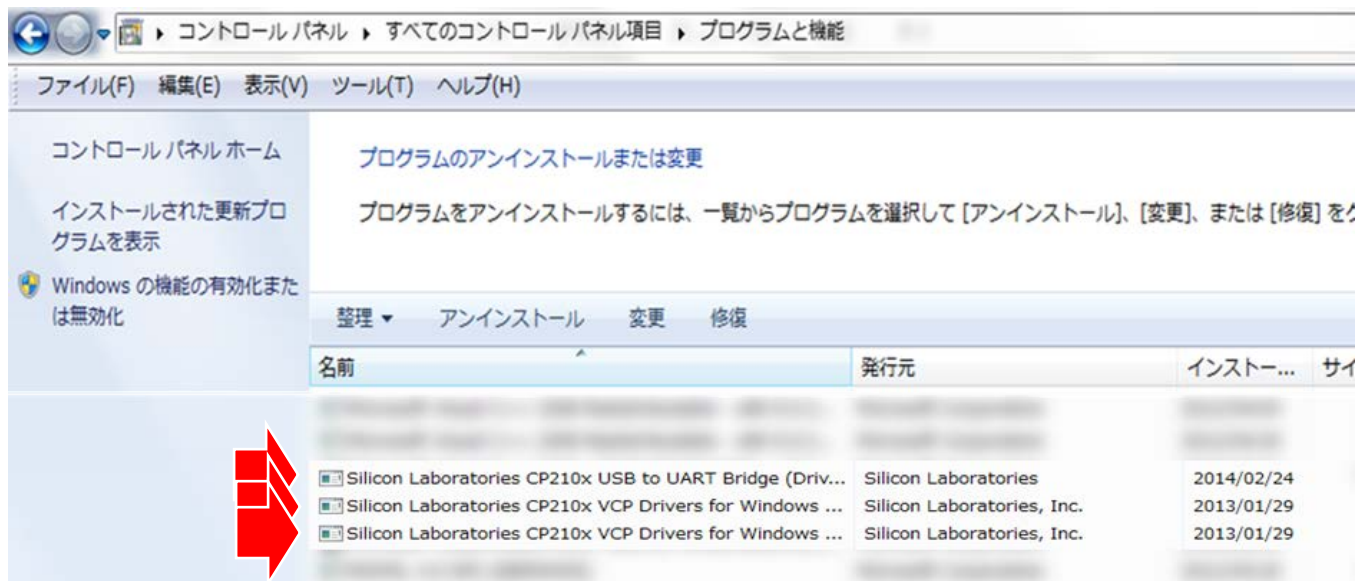 コントロール パネル ▸ すべてのコントロール パネル項目 ▸ プログラムと機能
ファイル(F) 編集(E) 表示(V) ツール(T) ヘルプ(H)
コントロール パネル ホーム
インストールされた更新プロ
グラムを表示
Windows の機能の有効化また
は無効化
プログラムのアンインストールまたは変更
プログラムをアンインストールするには、一覧からプログラムを選択して [アンインストール]、[変更]、または [修復] をク
整理 ▼ アンインストール 変更 修復
名前 発行元 インストー... サイ
Silicon Laboratories CP210x USB to UART Bridge (Driv... Silicon Laboratories 2014/02/24
Silicon Laboratories CP210x VCP Drivers for Windows ... Silicon Laboratories, Inc. 2013/01/29
Silicon Laboratories CP210x VCP Drivers for Windows ... Silicon Laboratories, Inc. 2013/01/29